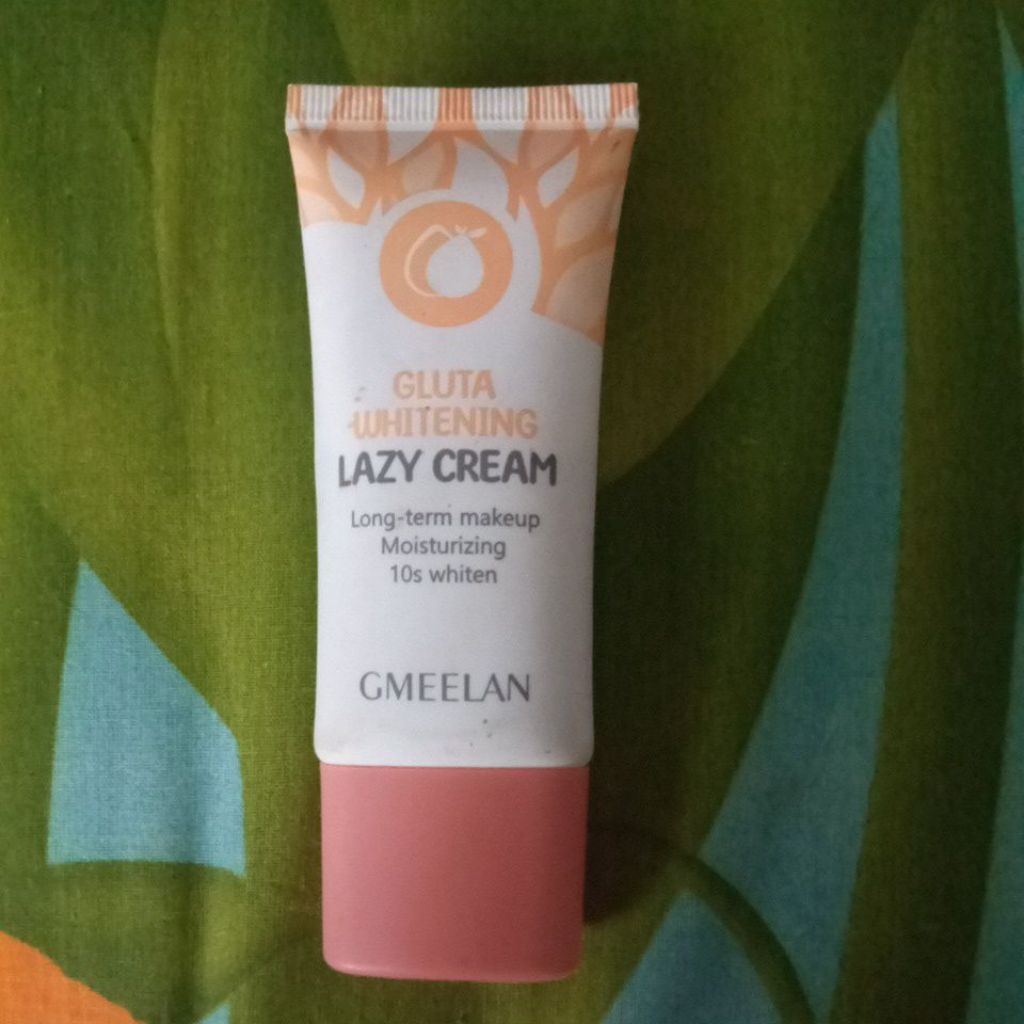 GLUTA
WHITENING
LAZY CREAM
Long-term makeup
Moisturizing
10s whiten
GMEELAN